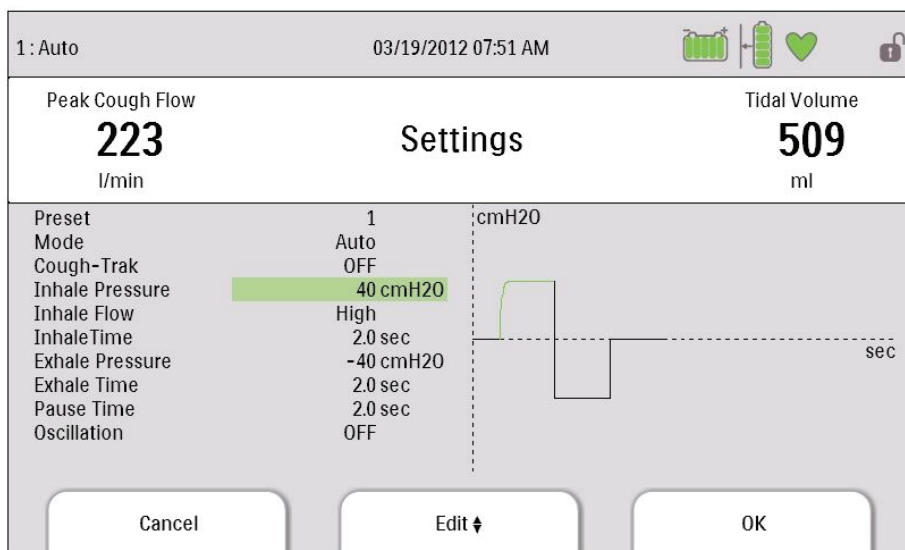 1 : Auto 03/19/2012 07:51 AM
Peak Cough Flow
223
l/min
Settings
Tidal Volume
509
ml
Preset 1
Mode Auto
Cough-Trak OFF
Inhale Pressure 40 cmH2O
Inhale Flow High
InhaleTime 2.0 sec
Exhale Pressure -40 cmH2O
Exhale Time 2.0 sec
Pause Time 2.0 sec
Oscillation OFF
cmH2O
sec
Cancel
Edit
OK